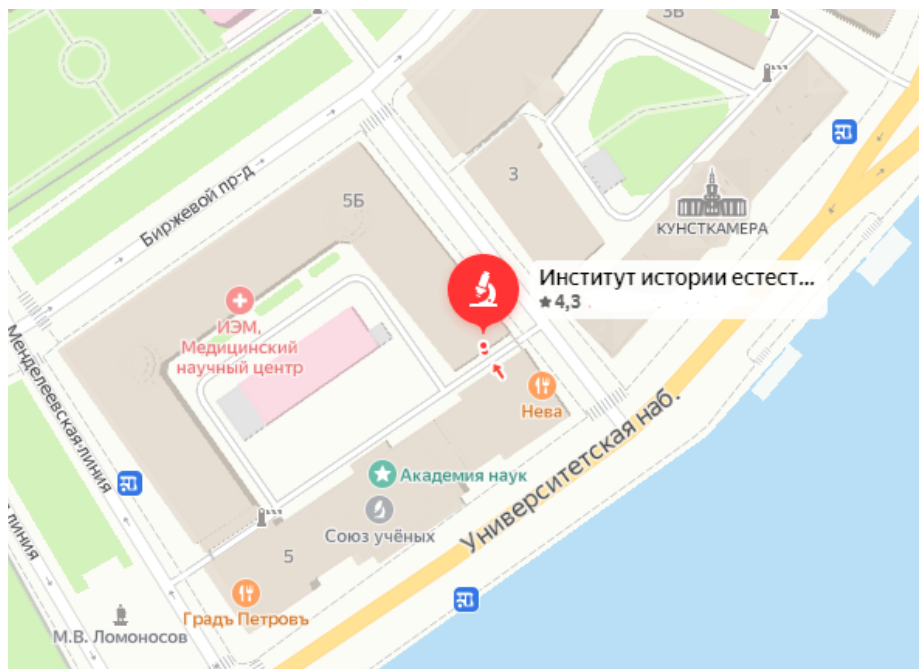 3В
Биржевой пр-д
5Б
3
КУНСТКАМЕРА
Институт истории естест...
4,3
ИЭМ,
Медицинский
научный центр
Менделеевская линия
Нева
Университетская наб.
Академия наук
Союз учёных
5
Градъ Петровъ
линия
М.В. Ломоносов